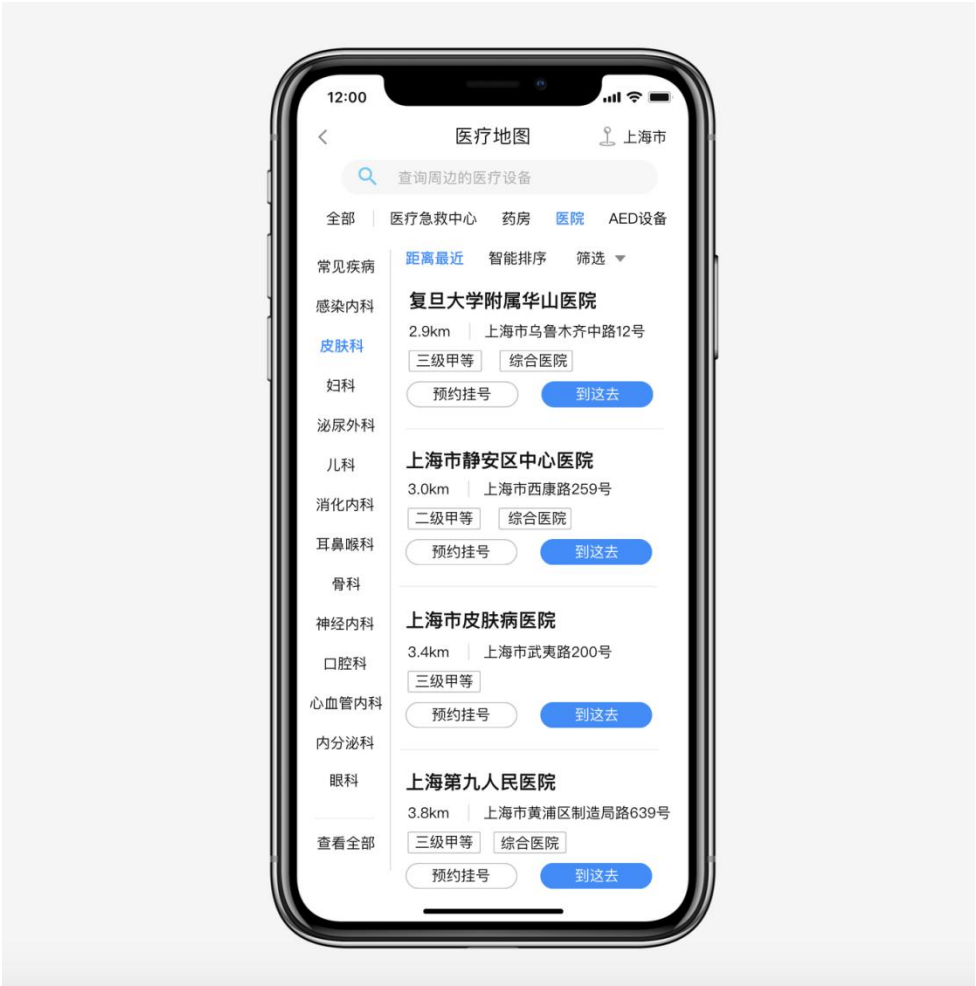 12:00
医疗地图
上海市
查询周边的医疗设备
全部 医疗急救中心 药房 医院 AED设备
常见疾病
感染内科
皮肤科
妇科
泌尿外科
儿科
消化内科
耳鼻喉科
骨科
神经内科
口腔科
心血管内科
内分泌科
眼科
查看全部
距离最近 智能排序 筛选
复旦大学附属华山医院
2.9km 上海市乌鲁木齐中路12号
三级甲等 综合医院
预约挂号 到这去
上海市静安区中心医院
3.0km 上海市西康路259号
二级甲等 综合医院
预约挂号 到这去
上海市皮肤病医院
3.4km 上海市武夷路200号
三级甲等
预约挂号 到这去
上海第九人民医院
3.8km 上海市黄浦区制造局路639号
三级甲等 综合医院
预约挂号 到这去